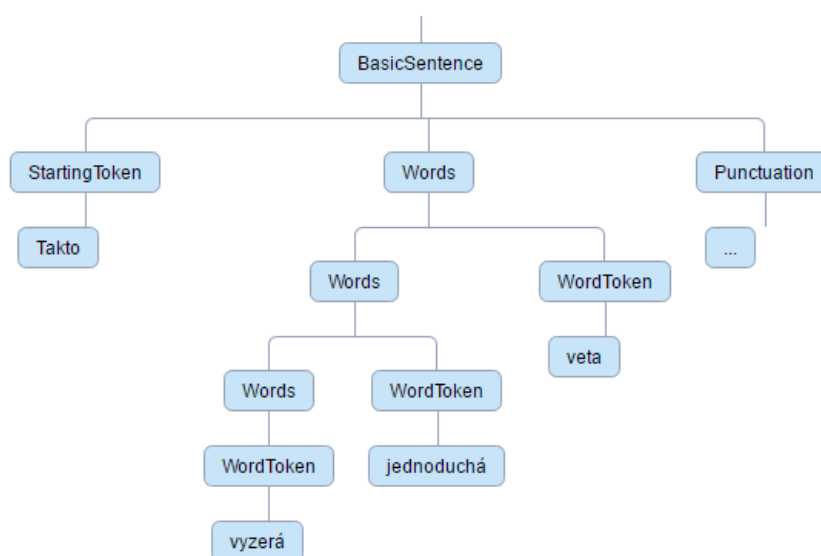 BasicSentence
StartingToken
Words
Punctuation
Takto
...
Words
WordToken
veta
Words
WordToken
WordToken
jednoduchá
vyzerá